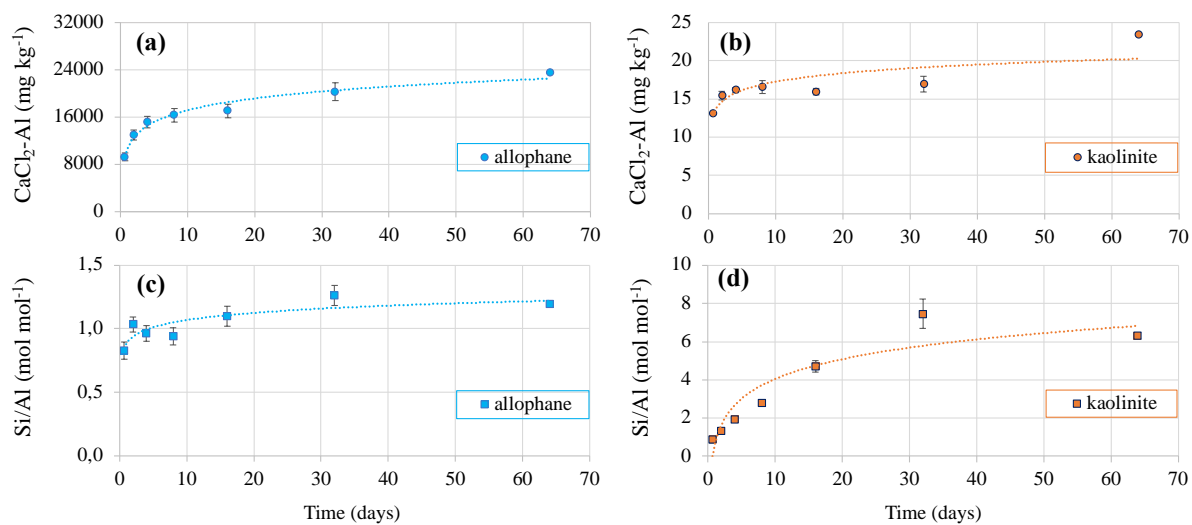 CaCl2-Al (mg kg-1)
32000
24000
16000
8000
0
(a)
allophane
0 10 20 30 40 50 60 70
CaCl2-Al (mg kg-1)
25
20
15
10
5
0
(b)
kaolinite
0 10 20 30 40 50 60 70
Si/Al (mol mol-1)
1,5
1,0
0,5
0,0
(c)
allophane
0 10 20 30 40 50 60 70
Time (days)
Si/Al (mol mol-1)
10
8
6
4
2
0
(d)
kaolinite
0 10 20 30 40 50 60 70
Time (days)